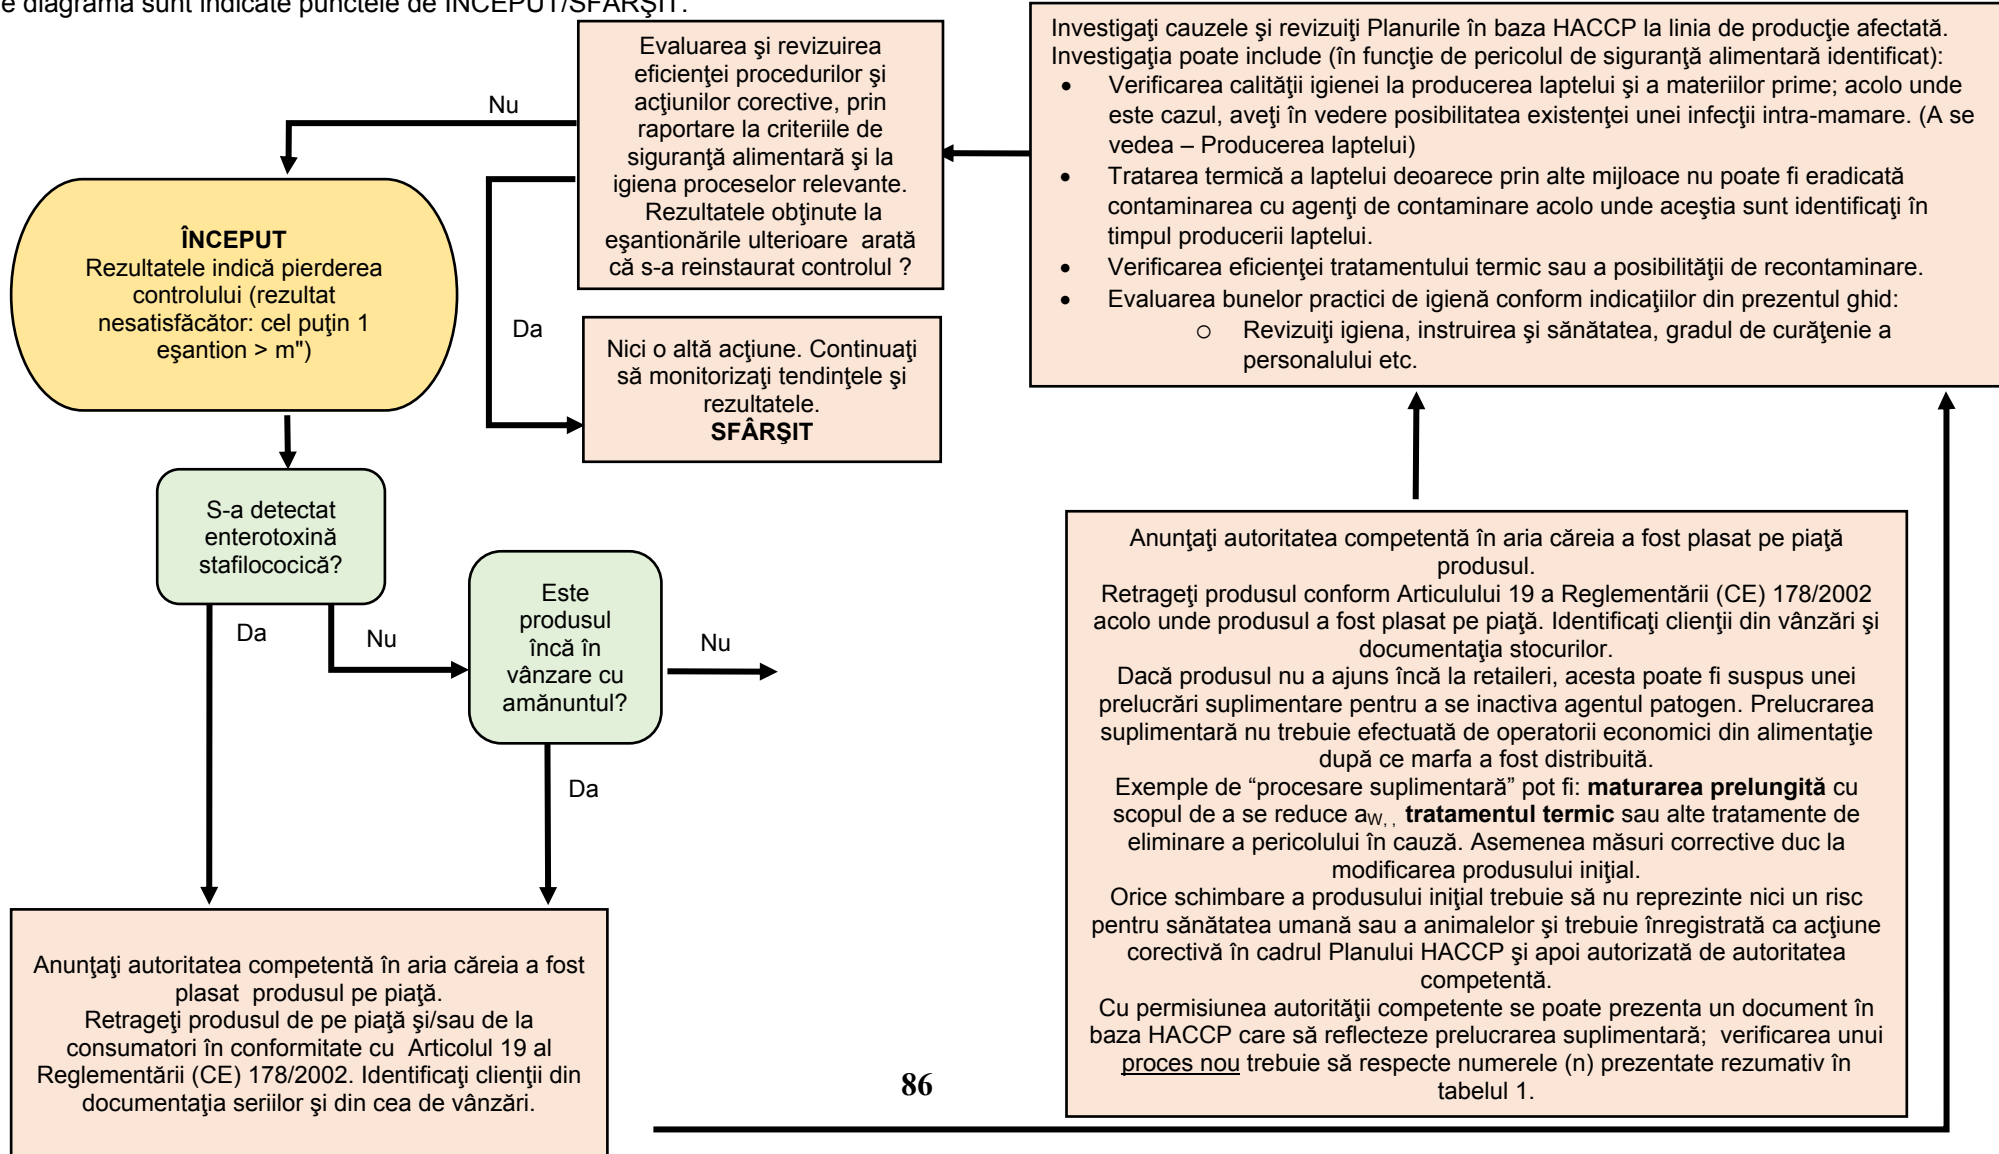 e diagramă sunt indicate punctele de ÎNCEPUT/SFÂRŞIT.
Evaluarea şi revizuirea
eficienţei procedurilor şi
acţiunilor corective, prin
raportare la criteriile de
siguranţă alimentară şi la
igiena proceselor relevante.
Rezultatele obţinute la
eşantionările ulterioare arată
că s-a reinstaurat controlul ?
Investigaţi cauzele şi revizuiţi Planurile în baza HACCP la linia de producţie afectată.
Investigaţia poate include (în funcţie de pericolul de siguranţă alimentară identificat):
• Verificarea calităţii igienei la producerea laptelui şi a materiilor prime; acolo unde
este cazul, aveţi în vedere posibilitatea existenţei unei infecţii intra-mamare. (A se
vedea – Producerea laptelui)
• Tratarea termică a laptelui deoarece prin alte mijloace nu poate fi eradicată
contaminarea cu agenţi de contaminare acolo unde aceştia sunt identificaţi în
timpul producerii laptelui.
• Verificarea eficienţei tratamentului termic sau a posibilităţii de recontaminare.
• Evaluarea bunelor practici de igienă conform indicaţiilor din prezentul ghid:
o Revizuiţi igiena, instruirea şi sănătatea, gradul de curăţenie a
personalului etc.
Nu
ÎNCEPUT
Rezultatele indică pierderea
controlului (rezultat
nesatisfăcător: cel puţin 1
eşantion > m")
Da
Nici o altă acţiune. Continuaţi
să monitorizaţi tendinţele şi
rezultatele.
SFÂRŞIT
S-a detectat
enterotoxină
stafilococică?
Da
Nu
Este
produsul
încă în
vânzare cu
amănuntul?
Nu
Da
Anunţaţi autoritatea competentă în aria căreia a fost
plasat produsul pe piaţă.
Retrageţi produsul de pe piaţă şi/sau de la
consumatori în conformitate cu Articolul 19 al
Reglementării (CE) 178/2002. Identificaţi clienţii din
documentaţia seriilor şi din cea de vânzări.
Anunţaţi autoritatea competentă în aria căreia a fost plasat pe piaţă
produsul.
Retrageţi produsul conform Articulului 19 a Reglementării (CE) 178/2002
acolo unde produsul a fost plasat pe piaţă. Identificaţi clienţii din vânzări şi
documentaţia stocurilor.
Dacă produsul nu a ajuns încă la retaileri, acesta poate fi suspus unei
prelucrări suplimentare pentru a se inactiva agentul patogen. Prelucrarea
suplimentară nu trebuie efectuată de operatorii economici din alimentaţie
după ce marfa a fost distribuită.
Exemple de “procesare suplimentară” pot fi: maturarea prelungită cu
scopul de a se reduce aW, , tratamentul termic sau alte tratamente de
eliminare a pericolului în cauză. Asemenea măsuri corrective duc la
modificarea produsului iniţial.
Orice schimbare a produsului iniţial trebuie să nu reprezinte nici un risc
pentru sănătatea umană sau a animalelor şi trebuie înregistrată ca acţiune
corectivă în cadrul Planului HACCP şi apoi autorizată de autoritatea
competentă.
Cu permisiunea autorităţii competente se poate prezenta un document în
baza HACCP care să reflecteze prelucrarea suplimentară; verificarea unui
proces nou trebuie să respecte numerele (n) prezentate rezumativ în
tabelul 1.
86